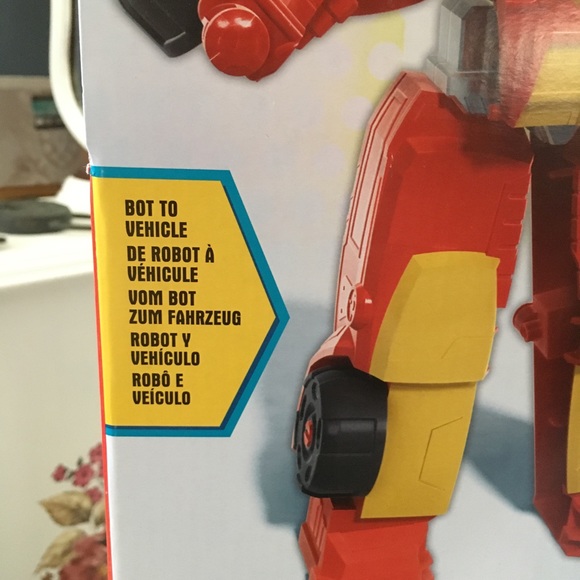 BOT TO
VEHICLE
DE ROBOT À
VÉHICULE
VOM BOT
ZUM FAHRZEUG
ROBOT Y
VEHÍCULO
ROBÔ E
VEÍCULO